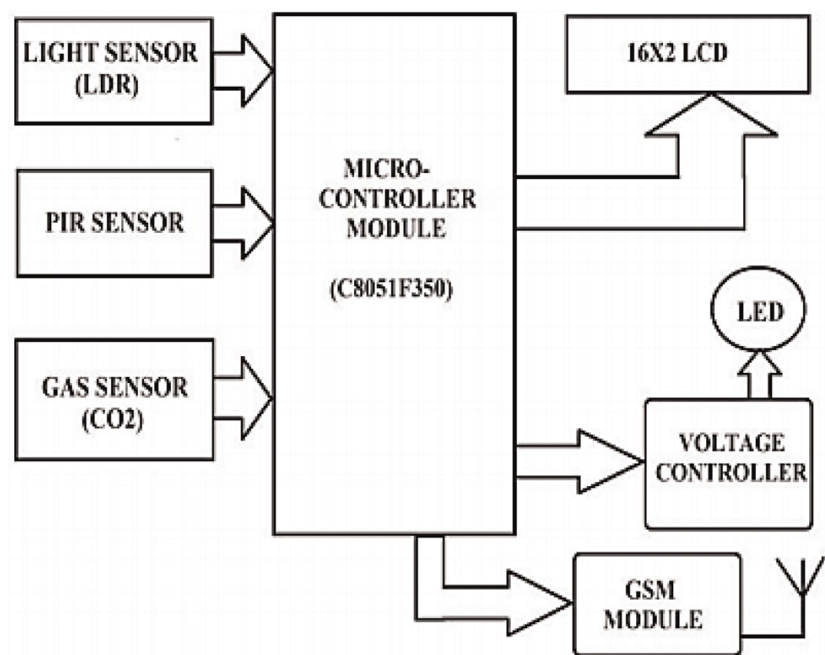 LIGHT SENSOR
(LDR)
PIR SENSOR
GAS SENSOR
(CO2)
MICRO-
CONTROLLER
MODULE
(C8051F350)
16X2 LCD
LED
VOLTAGE
CONTROLLER
GSM
MODULE